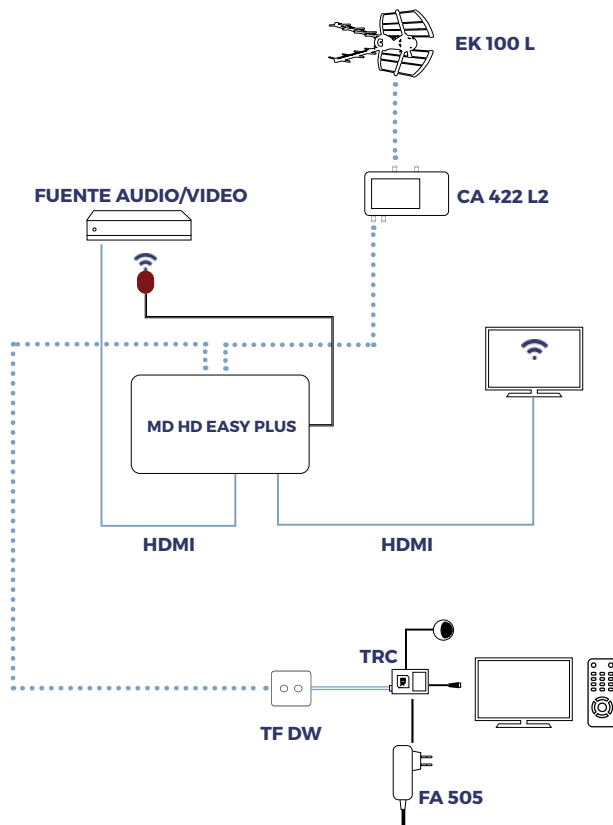 EK 100 L
CA 422 L2
FUENTE AUDIO/VIDEO
MD HD EASY PLUS
HDMI
HDMI
TRC
TF DW
FA 505